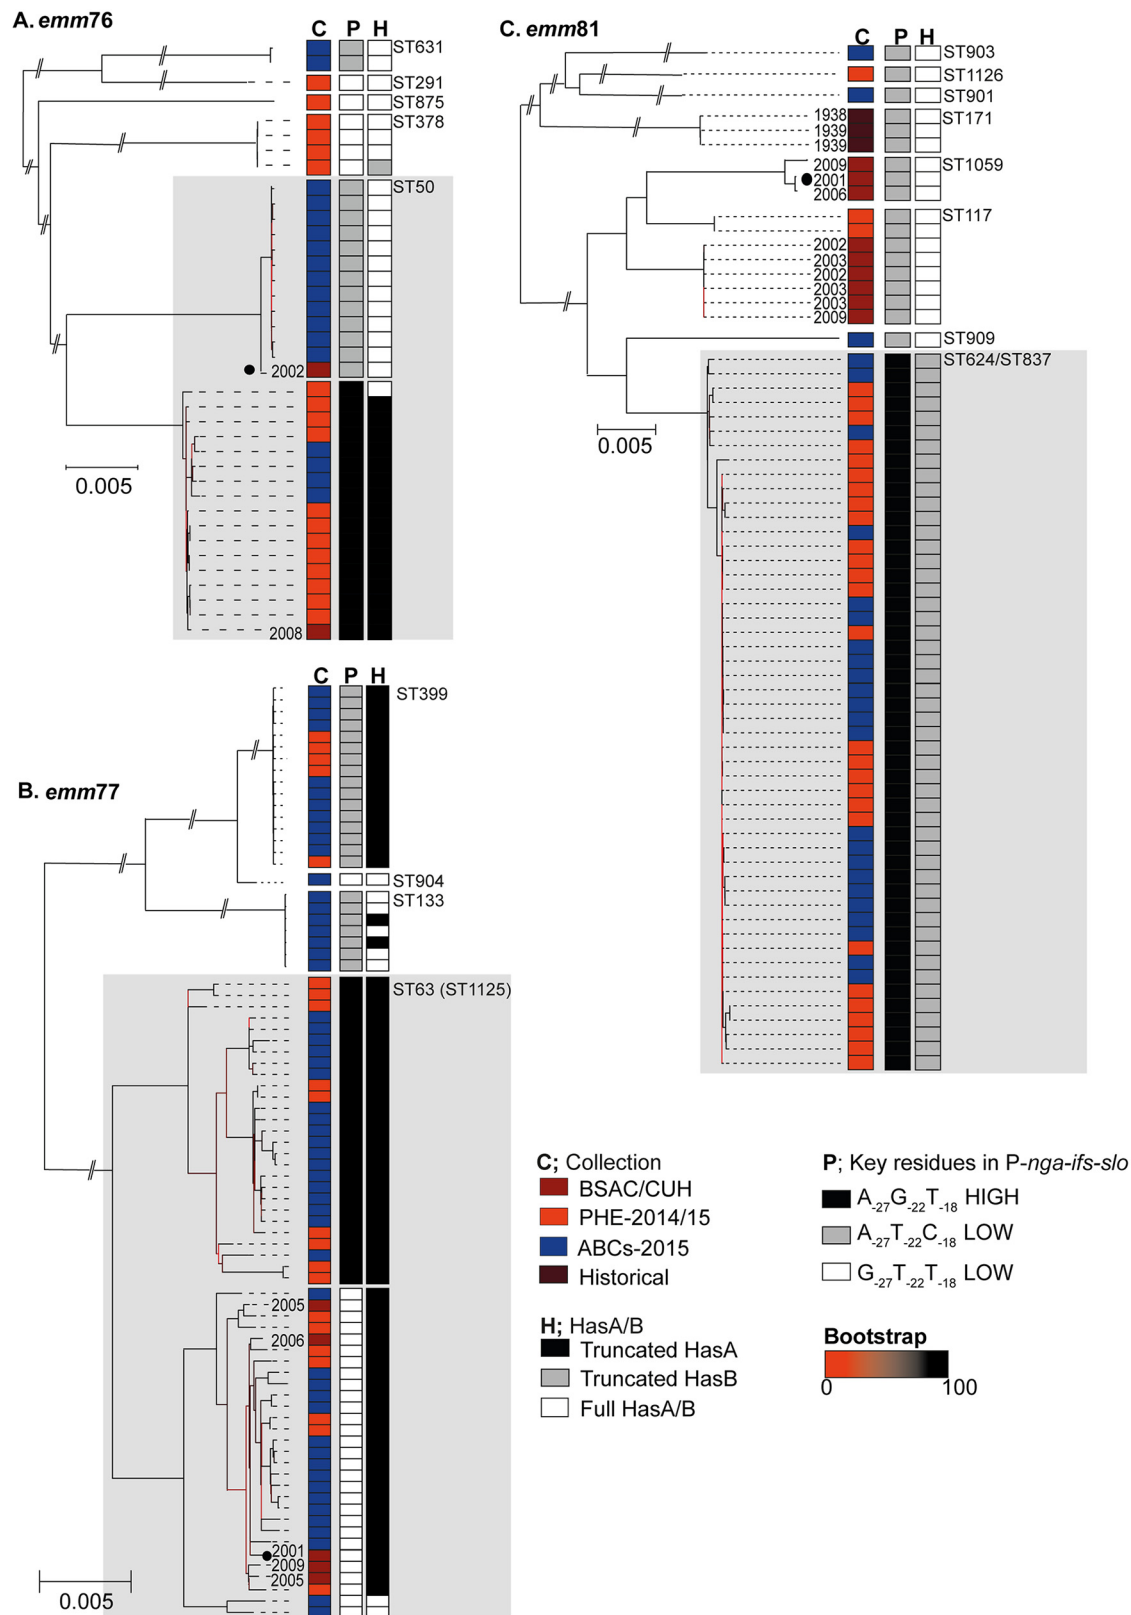 A. emm76
C P H
ST631
ST291
ST875
ST378
ST50
2002
0.005
2008
C. emm81
C P H
ST903
ST1126
ST901
1938 ST171
1939
1939
2009 ST1059
2001
2006
ST117
2002
2003
2002
2003
2003
2009
ST909
ST624/ST837
0.005
B. emm77
C P H
ST399
ST904
ST133
ST63 (ST1125)
2005
2006
2001
2009
2005
0.005
C; Collection
BSAC/CUH
PHE-2014/15
ABCs-2015
Historical
H; HasA/B
Truncated HasA
Truncated HasB
Full HasA/B
P; Key residues in P-nga-ifs-slo
A-27G-22T-18 HIGH
A-27T-22C-18 LOW
G-27T-22T-18 LOW
Bootstrap
0 100